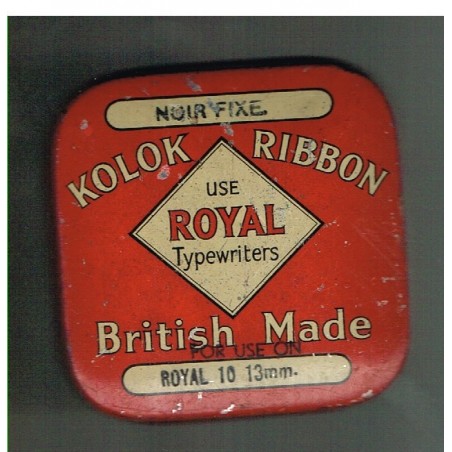 NOIR FIXE.
KOLOK RIBBON
USE
ROYAL
Typewriters
British Made
FOR USE ON
ROYAL 10 13mm.